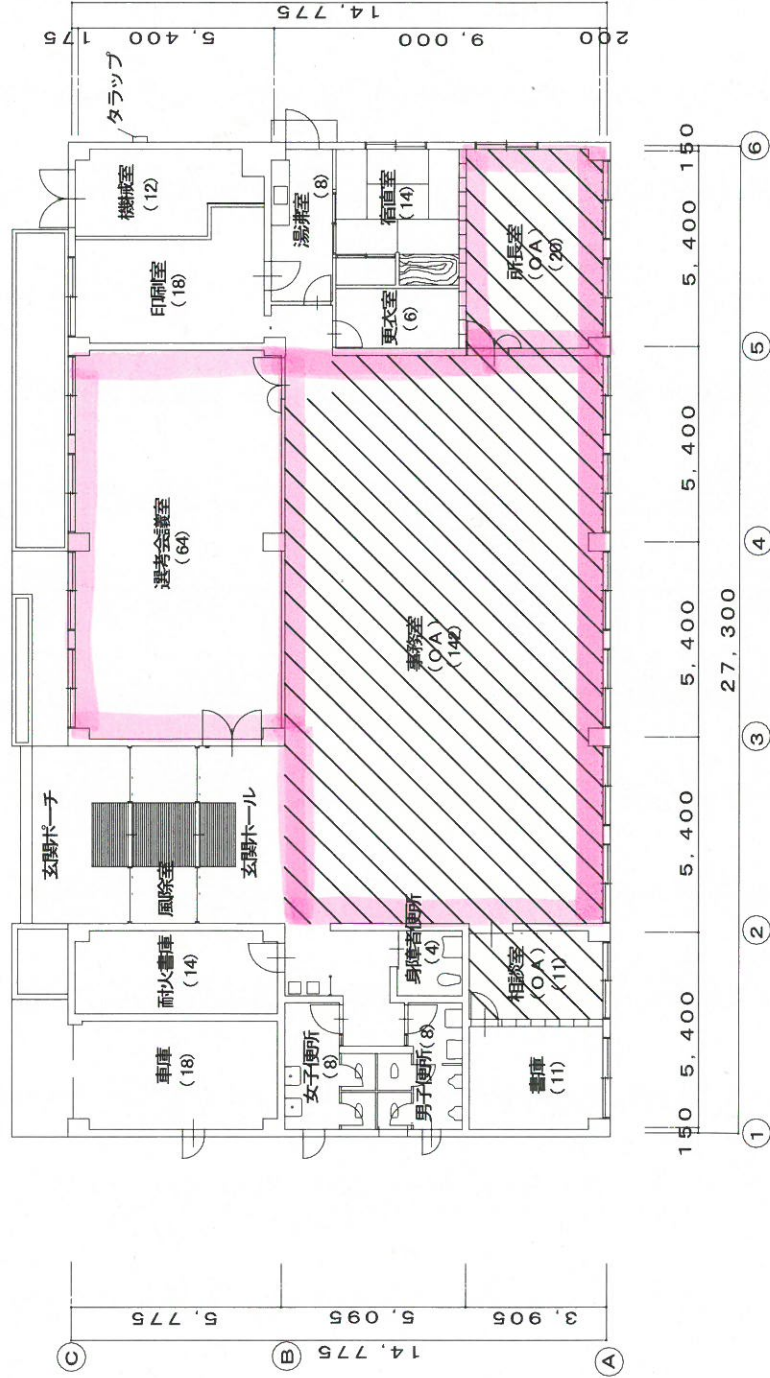 14,775
175
5,400
9,000
200
タラップ
機械室
(12)
印刷室
(18)
湯沸室
(8)
宿直室
(14)
更衣室
(6)
所長室
(OA)
(20)
選考会議室
(64)
事務室
(OA)
(142)
玄関ポーチ
風除室
玄関ホール
耐火書庫
(14)
車庫
(18)
女子便所
(8)
男子便所(8)
身障者便所
(4)
相談室
(OA)
(11)
書庫
(11)
C
B
A
5,775
5,095
3,905
14,775
150
5,400
5,400
5,400
5,400
5,400
150
27,300
1
2
3
4
5
6